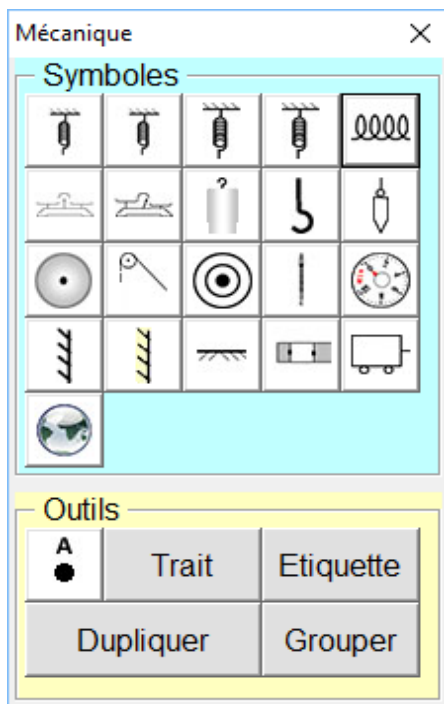 Mécanique
Symboles
Outils
A
Trait
Etiquette
Dupliquer
Grouper